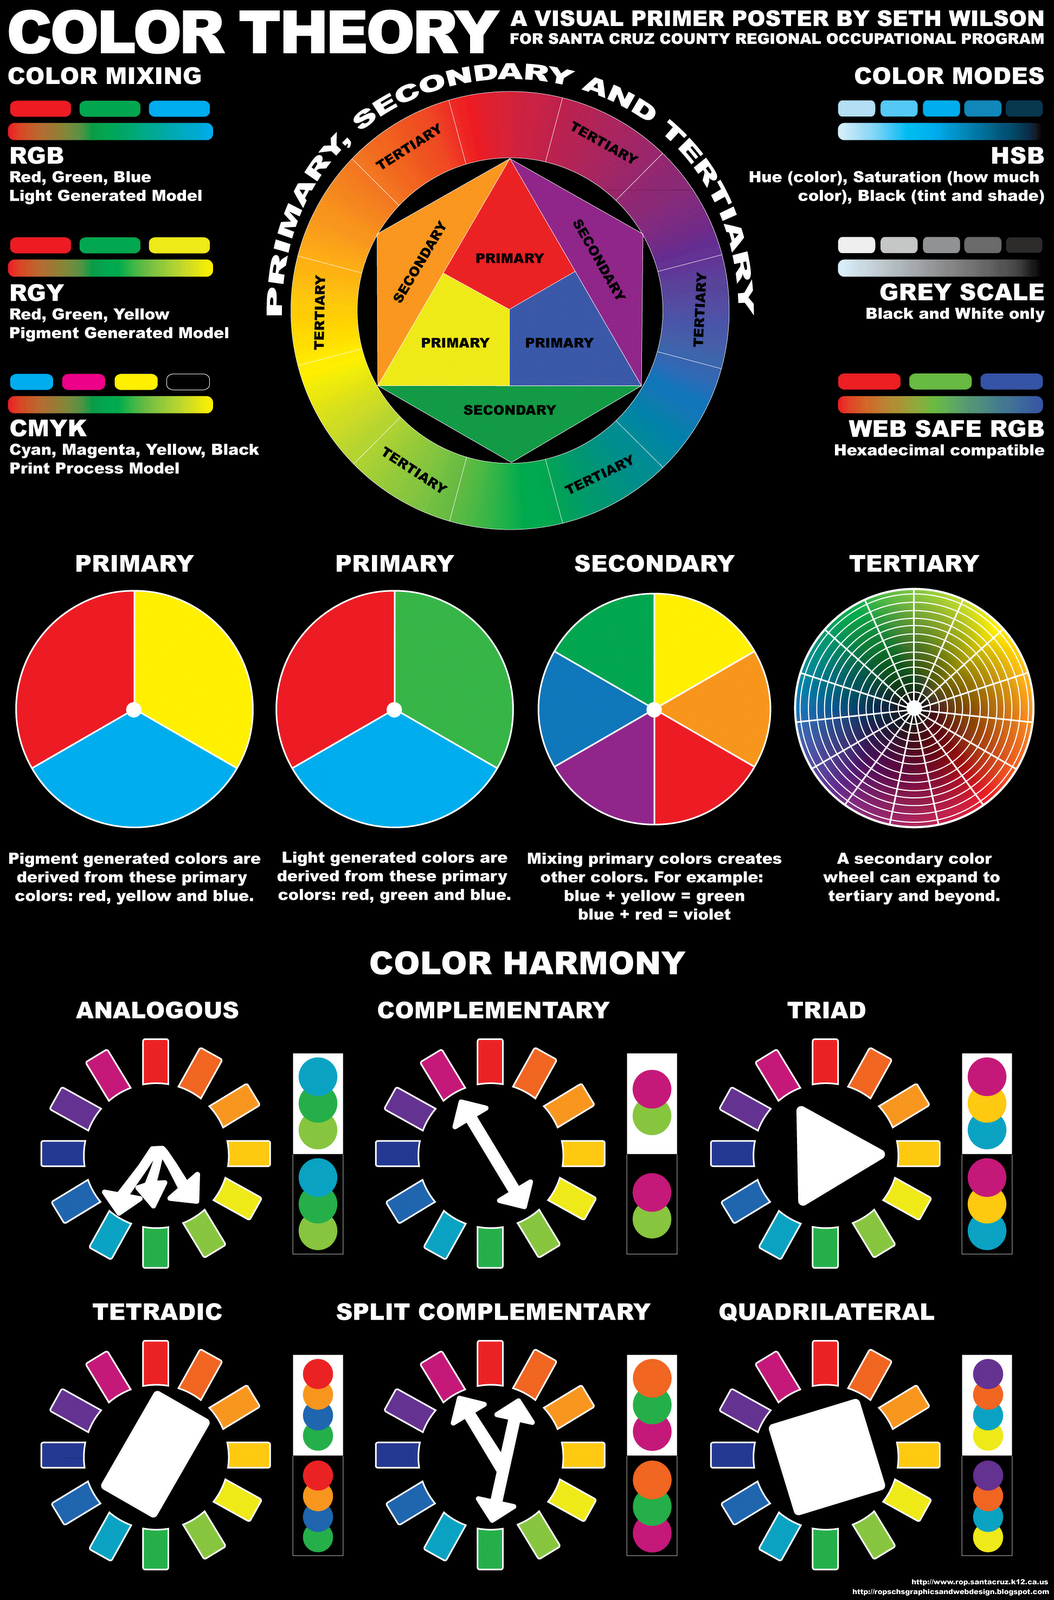 COLOR THEORY
A VISUAL PRIMER POSTER BY SETH WILSON
FOR SANTA CRUZ COUNTY REGIONAL OCCUPATIONAL PROGRAM
COLOR MIXING
RGB
Red, Green, Blue
Light Generated Model
RGY
Red, Green, Yellow
Pigment Generated Model
CMYK
Cyan, Magenta, Yellow, Black
Print Process Model
PRIMARY, SECONDARY AND TERTIARY
TERTIARY
TERTIARY
SECONDARY
SECONDARY
PRIMARY
TERTIARY
TERTIARY
PRIMARY
PRIMARY
SECONDARY
TERTIARY
TERTIARY
COLOR MODES
HSB
Hue (color), Saturation (how much
color), Black (tint and shade)
GREY SCALE
Black and White only
WEB SAFE RGB
Hexadecimal compatible
PRIMARY
Pigment generated colors are
derived from these primary
colors: red, yellow and blue.
PRIMARY
Light generated colors are
derived from these primary
colors: red, green and blue.
SECONDARY
Mixing primary colors creates
other colors. For example:
blue + yellow = green
blue + red = violet
TERTIARY
A secondary color
wheel can expand to
tertiary and beyond.
COLOR HARMONY
ANALOGOUS
COMPLEMENTARY
TRIAD
TETRADIC
SPLIT COMPLEMENTARY
QUADRILATERAL
http://www.rop.santacruz.k12.ca.us
http://ropschsgraphicsandwebdesign.blogspot.com